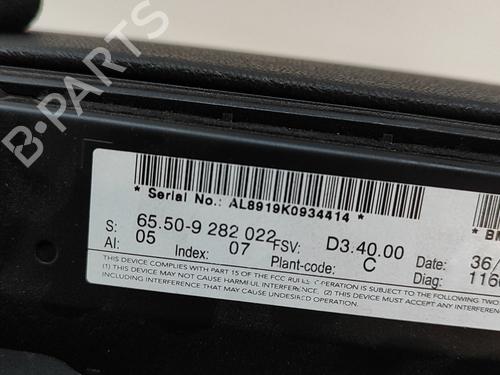 * Serial No.: AL8919K0934414 *
S: 65.50-9 282 022 FSV: D3.40.00 Date: 36/
AI: 05 Index: 07 Plant-code: C Diag: 116
THIS DEVICE COMPLIES WITH PART 15 OF THE FCC RULES. OPERATION IS SUBJECT TO THE FOLLOWING TWO
(1) THIS DEVICE MAY NOT CAUSE HARMFUL INTERFERENCE, AND (2) THIS DEVICE MUST ACCEPT ANY INTERFEREN
INCLUDING INTERFERENCE THAT MAY CAUSE UNDESIRED OPERATION.
B-PARTS